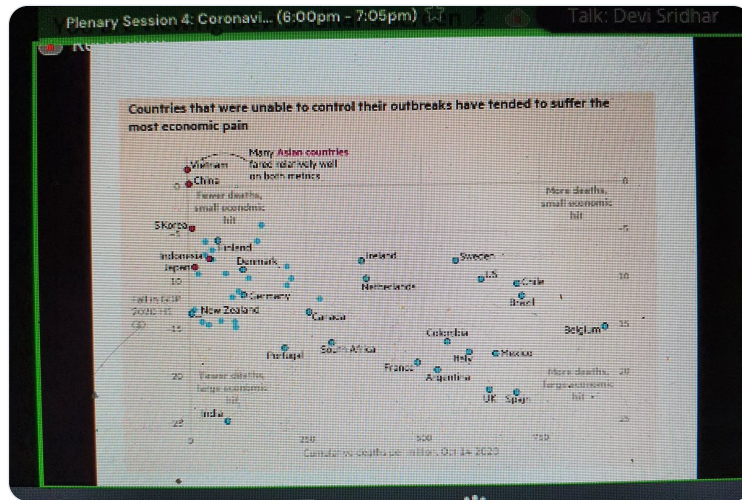 Plenary Session 4: Coronavi... (6:00pm - 7:05pm)
Talk: Devi Sridhar
Countries that were unable to control their outbreaks have tended to suffer the
most economic pain
Many Asian countries
fared relatively well
on both metrics
Vietnam
China
0
0
Fewer deaths,
small economic
hit
More deaths,
small economic
hit
S Korea
-5
-5
Finland
Indonesia
Japan
Denmark
Ireland
Sweden
10
10
Germany
Netherlands
US
Chile
Brazil
Fall in GDP
2020 H1
(%)
New Zealand
Canada
-15
15
Belgium
Colombia
Portugal
South Africa
Italy
Mexico
France
Argentina
20
20
Fewer deaths,
large economic
hit
More deaths,
large economic
hit
UK
Spain
India
25
25
0
250
500
750
Cumulative deaths per million, Oct 14 2020